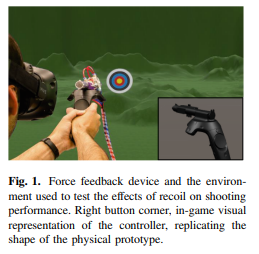 Fig. 1. Force feedback device and the environ-
ment used to test the effects of recoil on shooting
performance. Right button corner, in-game visual
representation of the controller, replicating the
shape of the physical prototype.